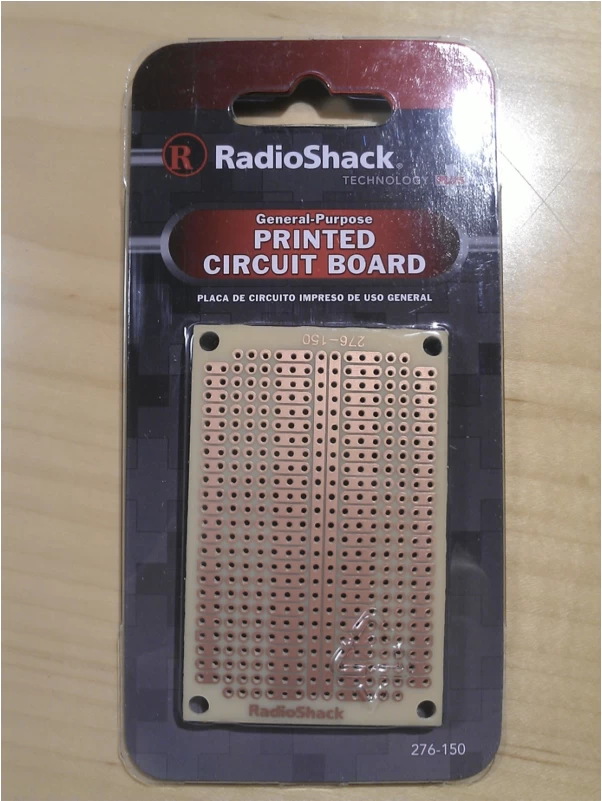 R RadioShack®
TECHNOLOGY PLUS
General-Purpose
PRINTED
CIRCUIT BOARD
PLACA DE CIRCUITO IMPRESO DE USO GENERAL
276-150
RadioShack
276-150